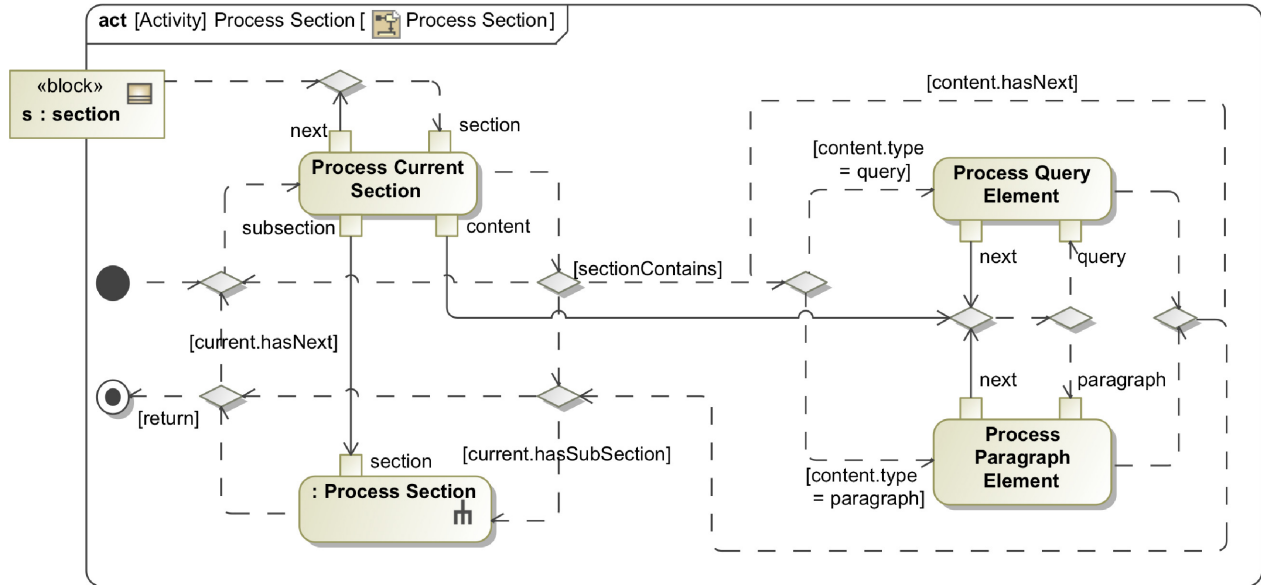 act [Activity] Process Section [ Process Section ]
«block»
s : section
[content.hasNext]
next
section
Process Current
Section
[content.type
= query]
Process Query
Element
subsection
content
next
query
[sectionContains]
[current.hasNext]
next
paragraph
[return]
section
[current.hasSubSection]
: Process Section
Process
Paragraph
Element
[content.type
= paragraph]